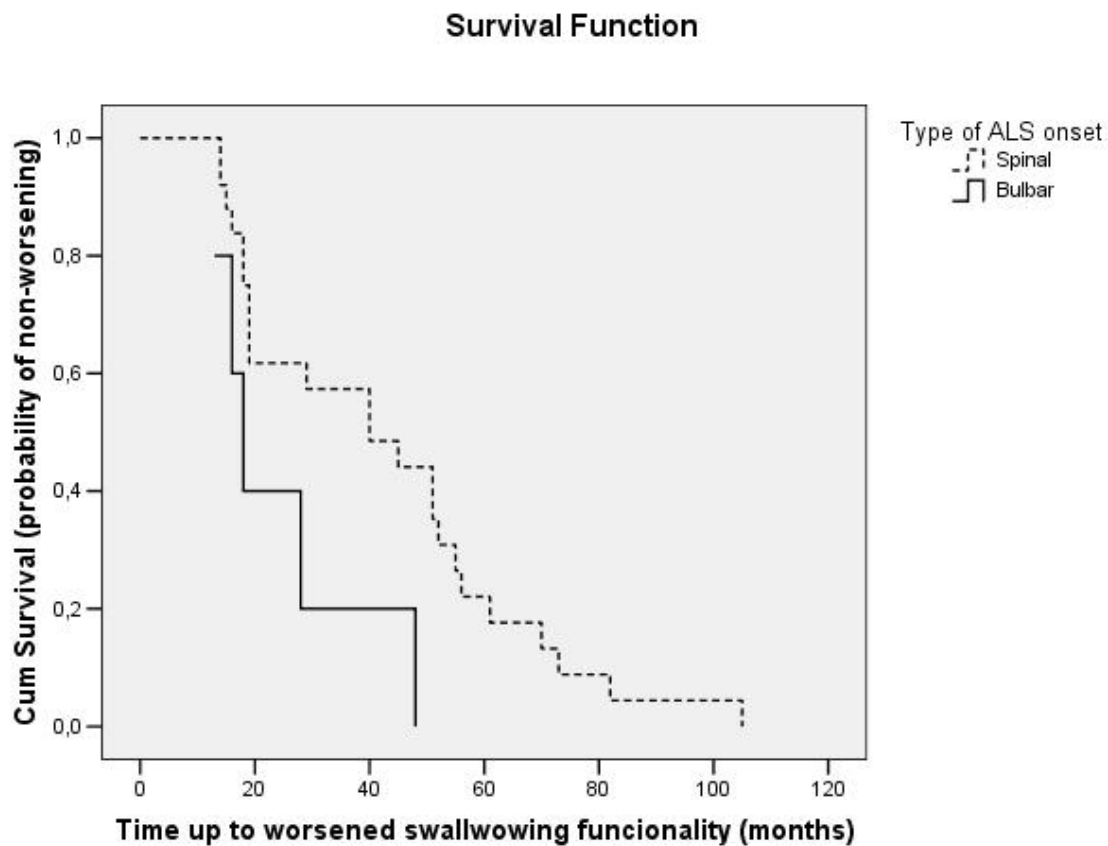 Survival Function
Cum Survival (probability of non-worsening)
1,0
0,8
0,6
0,4
0,2
0,0
0 20 40 60 80 100 120
Time up to worsened swallwowing funcionality (months)
Type of ALS onset
Spinal
Bulbar